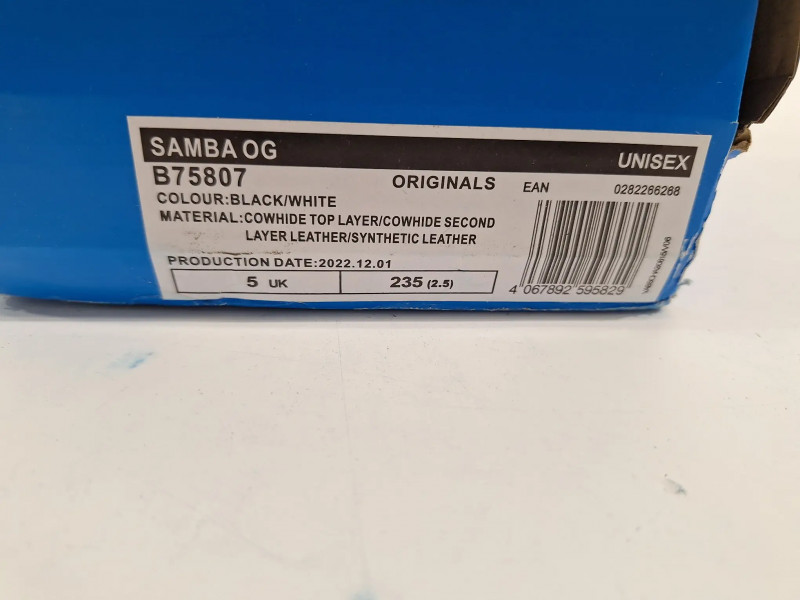 SAMBA OG
UNISEX
B75807
ORIGINALS
EAN
0282266268
COLOUR:BLACK/WHITE
MATERIAL:COWHIDE TOP LAYER/COWHIDE SECOND
LAYER LEATHER/SYNTHETIC LEATHER
PRODUCTION DATE:2022.12.01
5 UK
235 (2.5)
4 067892 595829